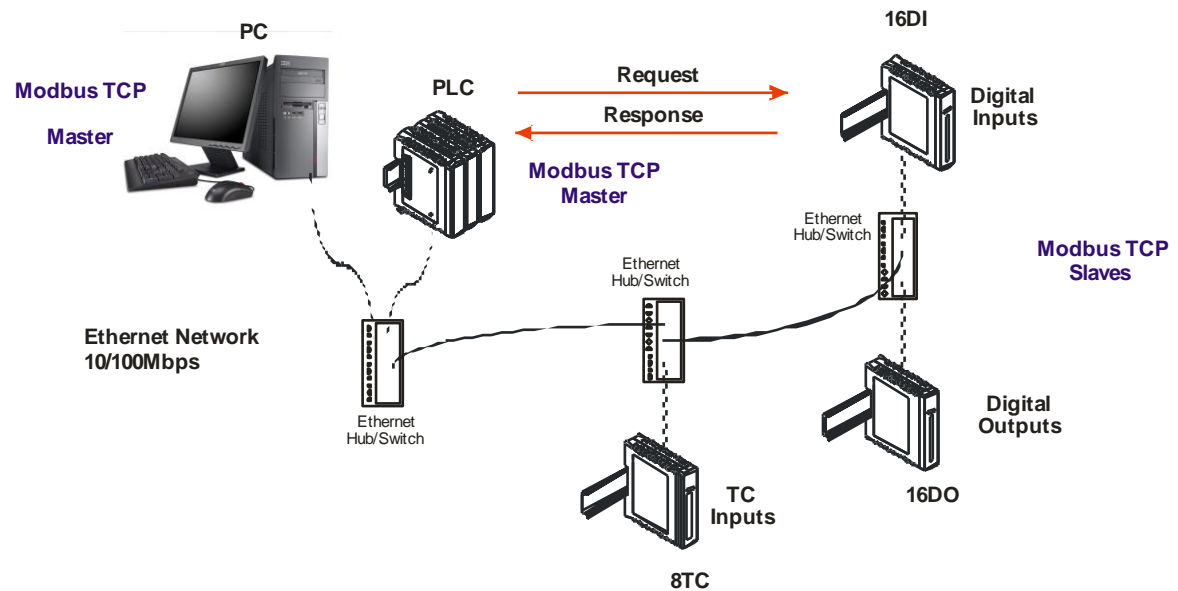 16DI
PC
Modbus TCP
Master
PLC
Request
Response
Digital
Inputs
Modbus TCP
Master
Ethernet
Hub/Switch
Modbus TCP
Slaves
Ethernet
Hub/Switch
Ethernet Network
10/100Mbps
Ethernet
Hub/Switch
Digital
Outputs
16DO
TC
Inputs
8TC